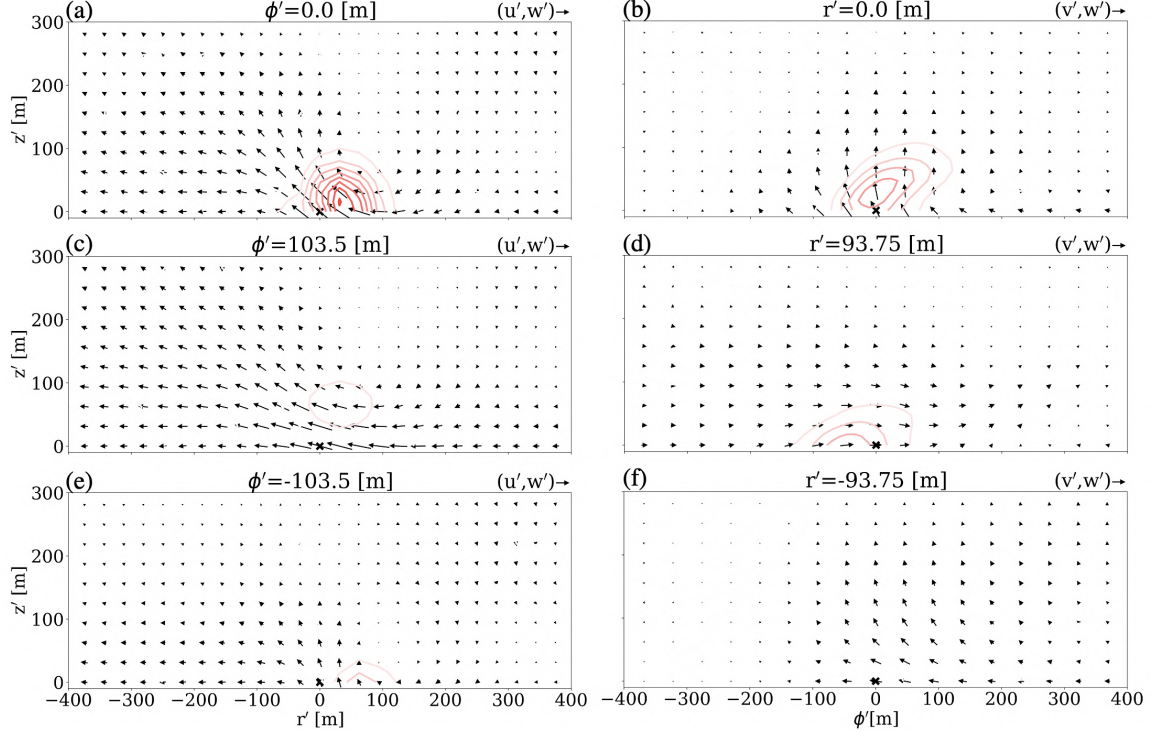 (a) ϕ′=0.0 [m] (u′,w′)→
(b) r′=0.0 [m] (v′,w′)→
300
200
100
0
z′ [m]
(c) ϕ′=103.5 [m] (u′,w′)→
(d) r′=93.75 [m] (v′,w′)→
300
200
100
0
z′ [m]
(e) ϕ′=-103.5 [m] (u′,w′)→
(f) r′=-93.75 [m] (v′,w′)→
300
200
100
0
z′ [m]
−400 −300 −200 −100 0 100 200 300 400
r′ [m]
−400 −300 −200 −100 0 100 200 300 400
ϕ′[m]